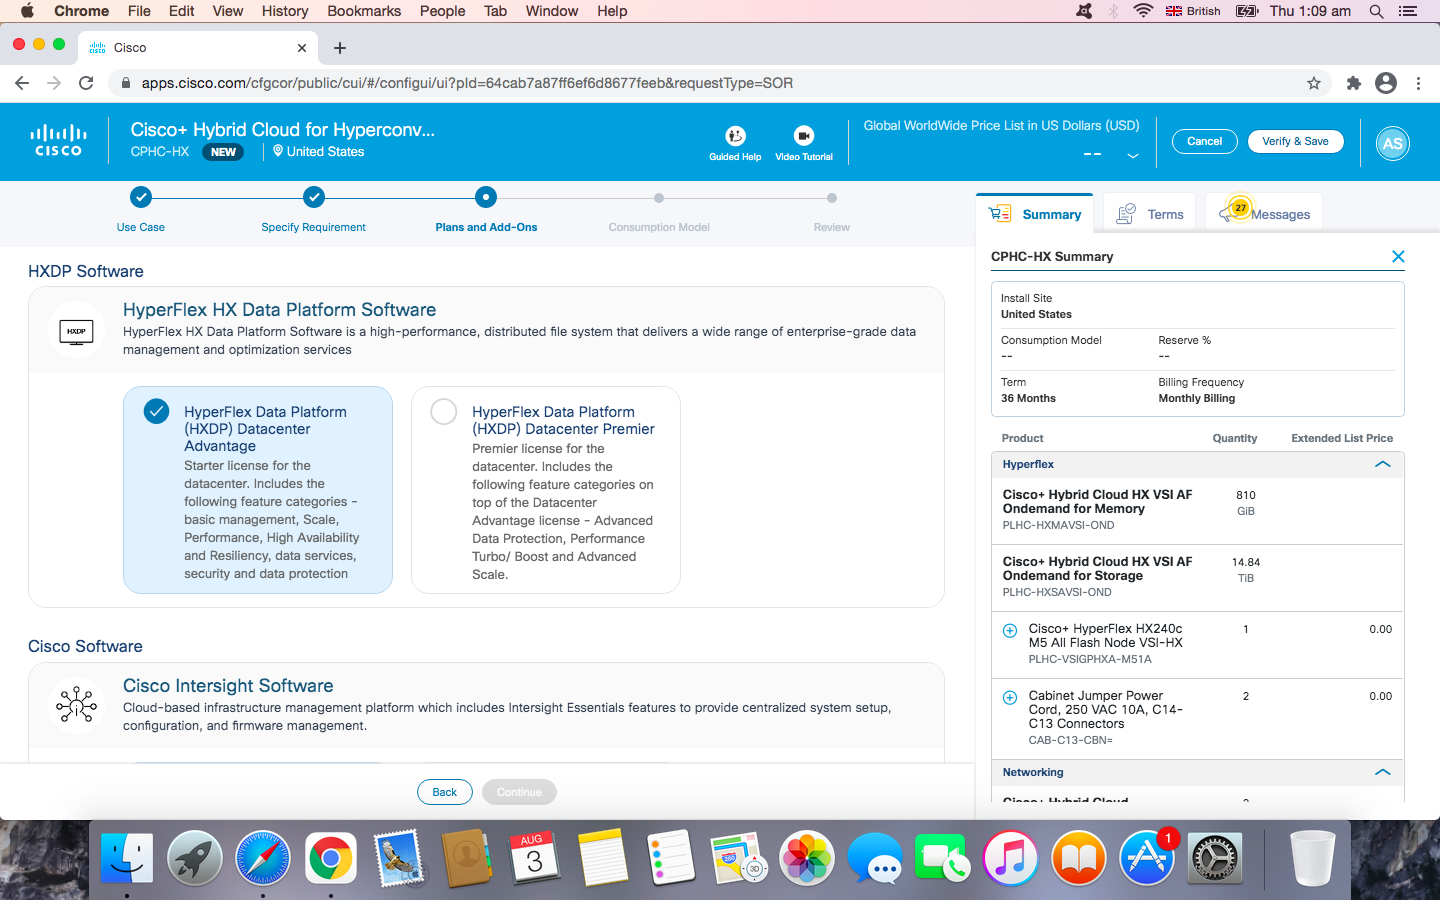 Chrome File Edit View History Bookmarks People Tab Window Help British Thu 1:09 am
Cisco
apps.cisco.com/cfgcor/public/cui/#/configui/ui?pId=64cab7a87ff6ef6d8677feeb&requestType=SOR
CISCO
Cisco+ Hybrid Cloud for Hyperconv...
CPHC-HX NEW United States
Guided Help Video Tutorial
Global WorldWide Price List in US Dollars (USD)
--
Cancel Verify & Save AS
Use Case Specify Requirement Plans and Add-Ons Consumption Model Review
HXDP Software
HXDP
HyperFlex HX Data Platform Software
HyperFlex HX Data Platform Software is a high-performance, distributed file system that delivers a wide range of enterprise-grade data
management and optimization services
HyperFlex Data Platform
(HXDP) Datacenter
Advantage
Starter license for the
datacenter. Includes the
following feature categories -
basic management, Scale,
Performance, High Availability
and Resiliency, data services,
security and data protection
HyperFlex Data Platform
(HXDP) Datacenter Premier
Premier license for the
datacenter. Includes the
following feature categories on
top of the Datacenter
Advantage license - Advanced
Data Protection, Performance
Turbo/ Boost and Advanced
Scale.
Cisco Software
Cisco Intersight Software
Cloud-based infrastructure management platform which includes Intersight Essentials features to provide centralized system setup,
configuration, and firmware management.
Back Continue
Summary Terms 27 Messages
CPHC-HX Summary
Install Site
United States
Consumption Model Reserve %
-- --
Term Billing Frequency
36 Months Monthly Billing
Product Quantity Extended List Price
Hyperflex
Cisco+ Hybrid Cloud HX VSI AF 810
Ondemand for Memory GiB
PLHC-HXMAVSI-OND
Cisco+ Hybrid Cloud HX VSI AF 14.84
Ondemand for Storage TiB
PLHC-HXSAVSI-OND
Cisco+ HyperFlex HX240c 1 0.00
M5 All Flash Node VSI-HX
PLHC-VSIGPHXA-M51A
Cabinet Jumper Power 2 0.00
Cord, 250 VAC 10A, C14-
C13 Connectors
CAB-C13-CBN=
Networking
Cisco+ Hybrid Cloud
AUG
3
280
3D
1